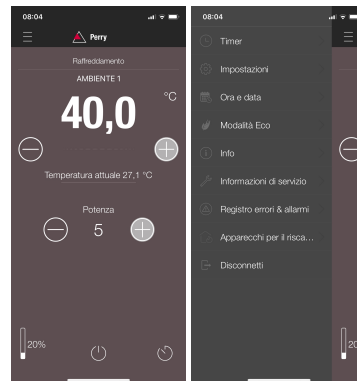 08:04
Perry
Raffreddamento
AMBIENTE 1
40,0 °C
Temperatura attuale 27,1 °C
Potenza
5
20%
08:04
Timer
Impostazioni
Ora e data
Modalità Eco
Info
Informazioni di servizio
Registro errori & allarmi
Apparecchi per il risca...
Disconnetti
20